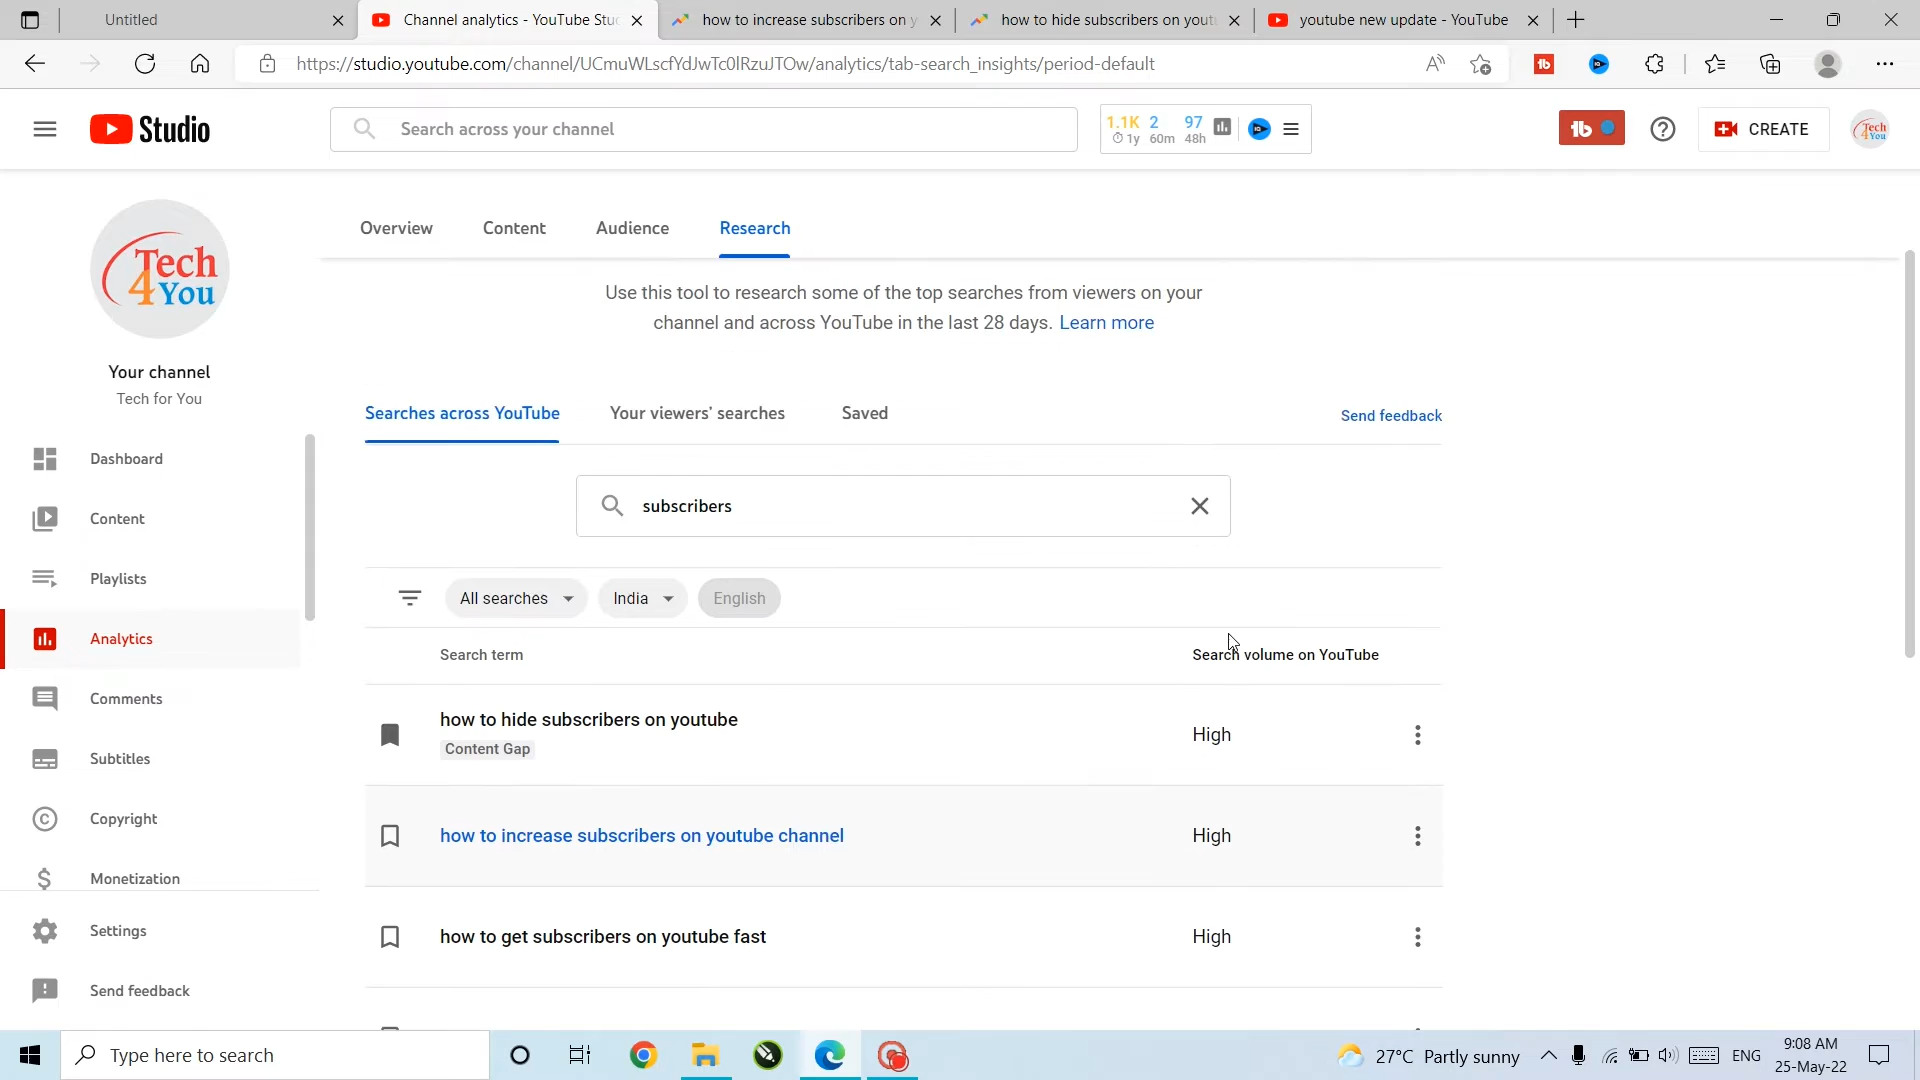 Untitled
Channel analytics - YouTube Stu
how to increase subscribers on y
how to hide subscribers on yout
youtube new update - YouTube
https://studio.youtube.com/channel/UCmuWLscfYdJwTc0lRzuJTOw/analytics/tab-search_insights/period-default
Studio
Search across your channel
1.1K 2 97
1y 60m 48h
CREATE
Tech
4You
Overview
Content
Audience
Research
Use this tool to research some of the top searches from viewers on your
channel and across YouTube in the last 28 days. Learn more
Your channel
Tech for You
Searches across YouTube
Your viewers' searches
Saved
Send feedback
subscribers
All searches
India
English
Search term
Search volume on YouTube
how to hide subscribers on youtube
Content Gap
High
how to increase subscribers on youtube channel
High
how to get subscribers on youtube fast
High
Dashboard
Content
Playlists
Analytics
Comments
Subtitles
Copyright
Monetization
Settings
Send feedback
Type here to search
27°C Partly sunny
ENG
9:08 AM
25-May-22